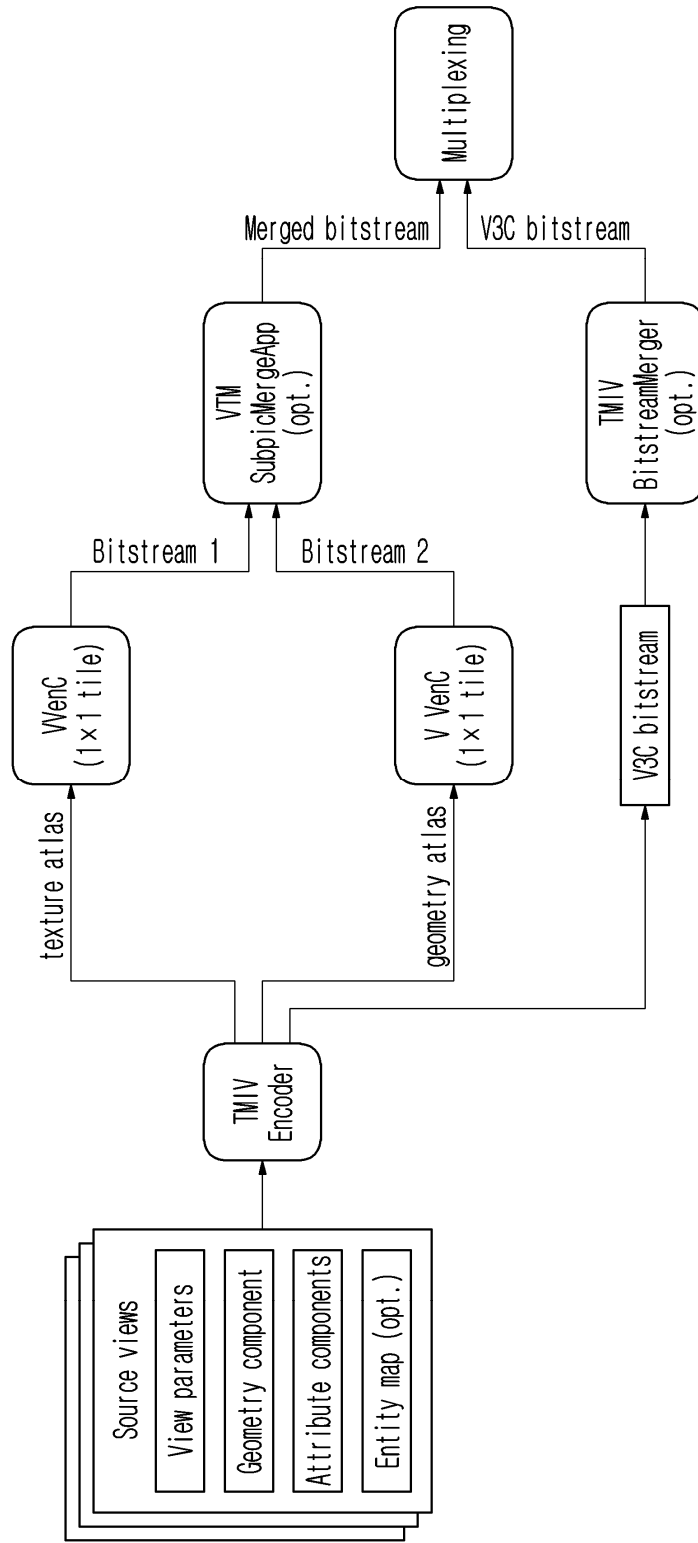 Source views
View parameters
Geometry component
Attribute components
Entity map (opt.)
TMIV
Encoder
texture atlas
geometry atlas
VVenC
(1×1 tile)
V VenC
(1×1 tile)
V3C bitstream
Bitstream 1
Bitstream 2
VTM
SubpicMergeApp
(opt.)
TMIV
BitstreamMerger
(opt.)
Merged bitstream
V3C bitstream
Multiplexing